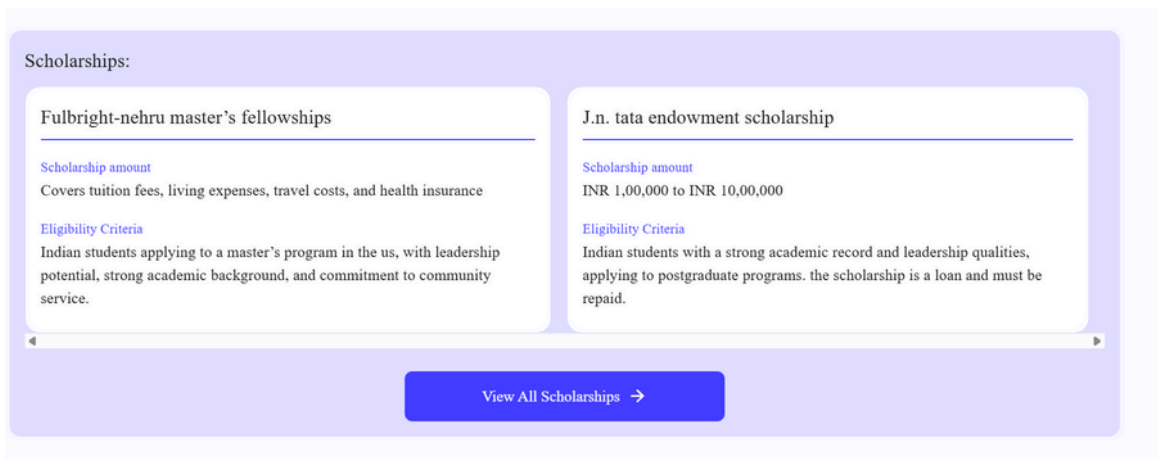 Scholarships:
Fulbright-nehru master’s fellowships
Scholarship amount
Covers tuition fees, living expenses, travel costs, and health insurance
Eligibility Criteria
Indian students applying to a master’s program in the us, with leadership
potential, strong academic background, and commitment to community
service.
J.n. tata endowment scholarship
Scholarship amount
INR 1,00,000 to INR 10,00,000
Eligibility Criteria
Indian students with a strong academic record and leadership qualities,
applying to postgraduate programs. the scholarship is a loan and must be
repaid.
View All Scholarships →